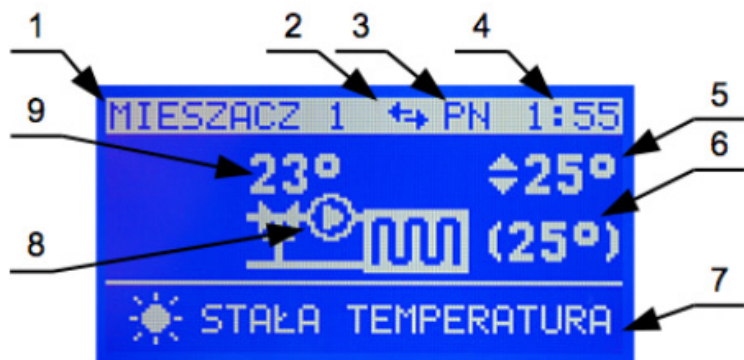 1 2 3 4
MIESZACZ 1 PN 1:55
9 5
23° 25°
6
8 (25°)
7
STAŁA TEMPERATURA